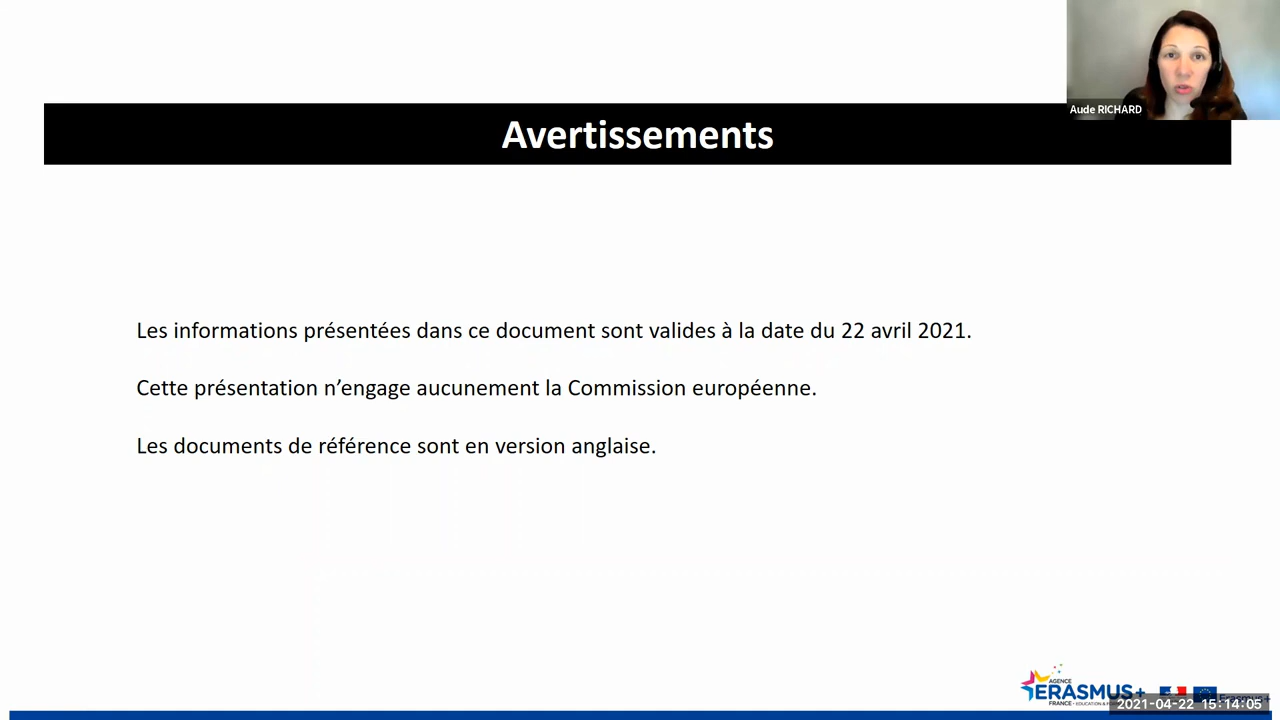 Aude RICHARD
Avertissements
Les informations présentées dans ce document sont valides à la date du 22 avril 2021.
Cette présentation n’engage aucunement la Commission européenne.
Les documents de référence sont en version anglaise.
AGENCE
ERASMUS+
FRANCE • EDUCATION &
Erasmus+
2021-04-22 15:14:05